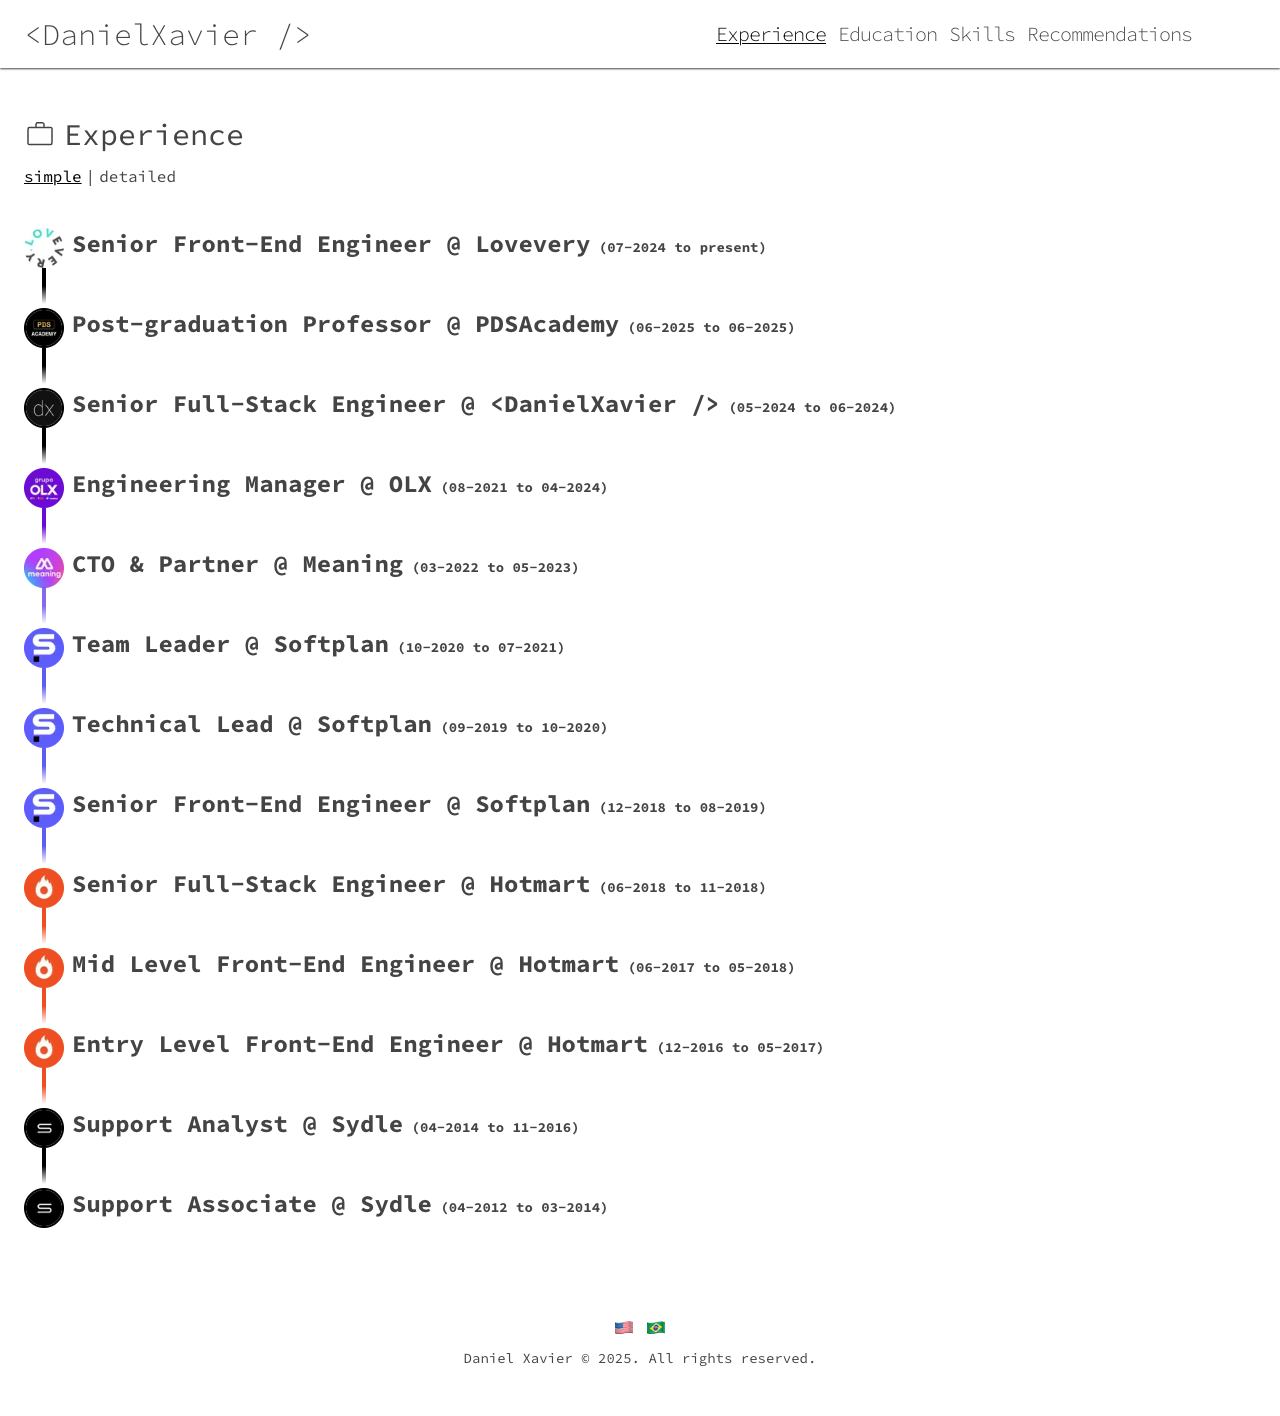 <DanielXavier />
Experience Education Skills Recommendations
Experience
simple | detailed
LOVEVERY.
Senior Front-End Engineer @ Lovevery (07-2024 to present)
PDS
ACADEMY
Post-graduation Professor @ PDSAcademy (06-2025 to 06-2025)
dx
Senior Full-Stack Engineer @ <DanielXavier /> (05-2024 to 06-2024)
grupo
OLX
Engineering Manager @ OLX (08-2021 to 04-2024)
meaning
CTO & Partner @ Meaning (03-2022 to 05-2023)
Team Leader @ Softplan (10-2020 to 07-2021)
Technical Lead @ Softplan (09-2019 to 10-2020)
Senior Front-End Engineer @ Softplan (12-2018 to 08-2019)
Senior Full-Stack Engineer @ Hotmart (06-2018 to 11-2018)
Mid Level Front-End Engineer @ Hotmart (06-2017 to 05-2018)
Entry Level Front-End Engineer @ Hotmart (12-2016 to 05-2017)
Support Analyst @ Sydle (04-2014 to 11-2016)
Support Associate @ Sydle (04-2012 to 03-2014)
Daniel Xavier © 2025. All rights reserved.